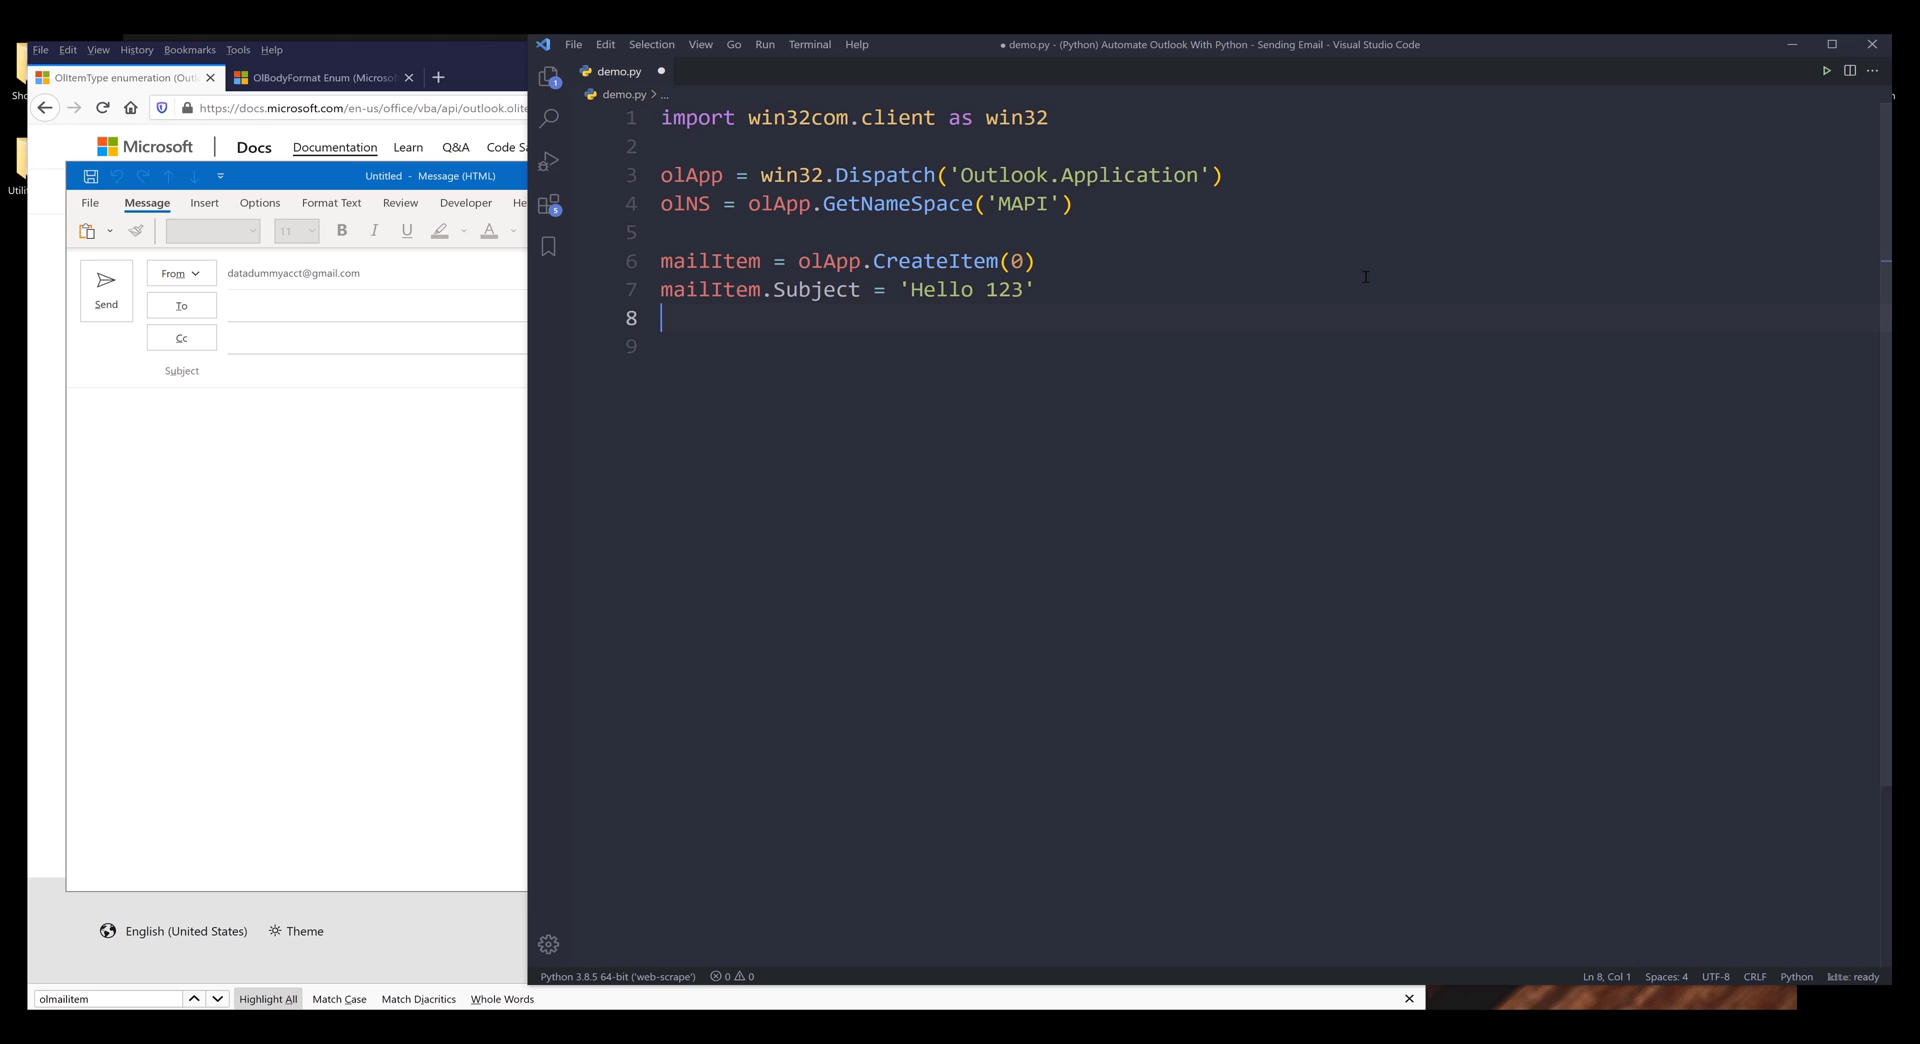 File Edit View History Bookmarks Tools Help
OlItemType enumeration (Outl
OlBodyFormat Enum (Microso
https://docs.microsoft.com/en-us/office/vba/api/outlook.olite
Microsoft Docs Documentation Learn Q&A Code Sa
Untitled - Message (HTML)
File Message Insert Options Format Text Review Developer He
11 B I U A
Send
From
datadummyacct@gmail.com
To
Cc
Subject
English (United States) Theme
olmailitem
Highlight All Match Case Match Diacritics Whole Words
Sho
Utili
File Edit Selection View Go Run Terminal Help
● demo.py - (Python) Automate Outlook With Python - Sending Email - Visual Studio Code
demo.py
demo.py > ...
1 import win32com.client as win32
2
3 olApp = win32.Dispatch('Outlook.Application')
4 olNS = olApp.GetNameSpace('MAPI')
5
6 mailItem = olApp.CreateItem(0)
7 mailItem.Subject = 'Hello 123'
8
9
1
5
Python 3.8.5 64-bit ('web-scrape') 0 0
Ln 8, Col 1 Spaces: 4 UTF-8 CRLF Python kite: ready